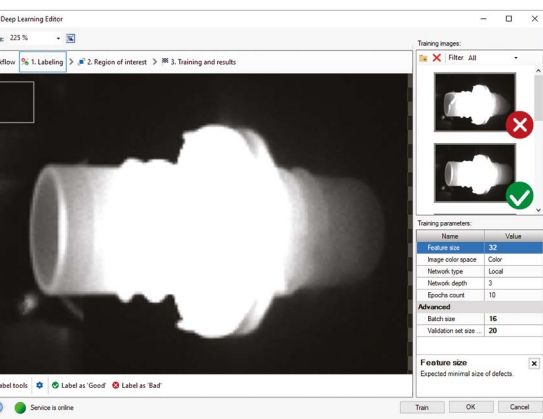 Deep Learning Editor
225 %
1. Labeling
2. Region of interest
3. Training and results
Training images:
Filter All
Training parameters:
Name Value
Feature size 32
Image color space Color
Network type Local
Network depth 3
Epochs count 10
Advanced
Batch size 16
Validation set size ... 20
Feature size
Expected minimal size of defects.
tools
Label as 'Good'
Label as 'Bad'
Service is online
Train OK Cancel